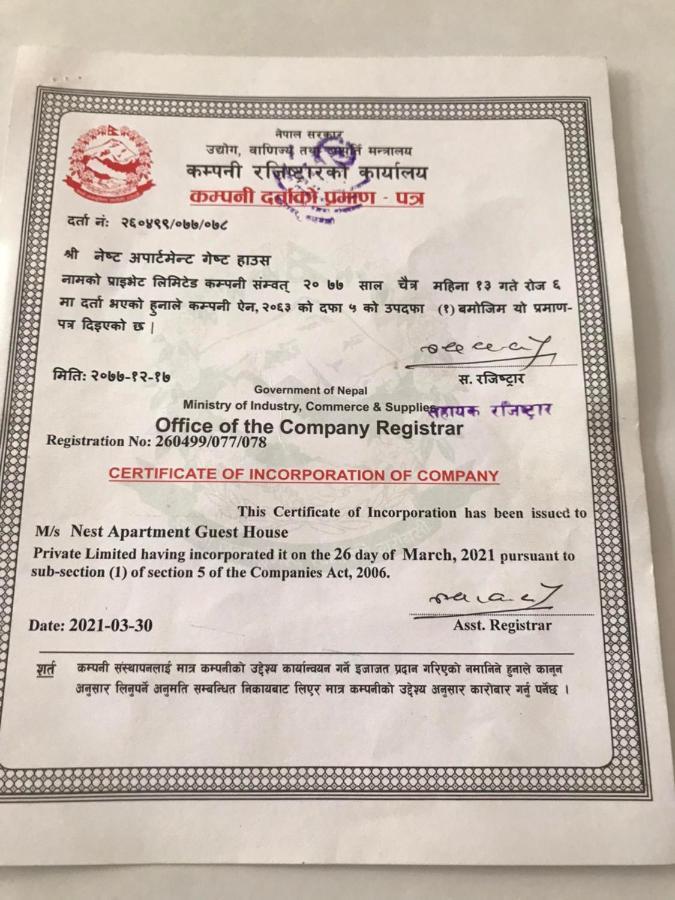 नेपाल सरकार
उद्योग, वाणिज्य तथा आपूर्ति मन्त्रालय
कम्पनी रजिष्ट्रारको कार्यालय
कम्पनी दर्ताको प्रमाण - पत्र
दर्ता नं: २६०४९९/०७७/०७८
श्री नेष्ट अपार्टमेन्ट गेष्ट हाउस
नामको प्राइभेट लिमिटेड कम्पनी संम्वत् २० ७७ साल चैत्र महिना १३ गते रोज ६
मा दर्ता भएको हुनाले कम्पनी ऐन, २०६३ को दफा ५ को उपदफा (१) बमोजिम यो प्रमाण-
पत्र दिइएको छ |
मिति: २०७७-१२-१७
स. रजिष्ट्रार
सहायक रजिष्ट्रार
Government of Nepal
Ministry of Industry, Commerce & Supplies
Office of the Company Registrar
Registration No: 260499/077/078
CERTIFICATE OF INCORPORATION OF COMPANY
This Certificate of Incorporation has been issued to
M/s Nest Apartment Guest House
Private Limited having incorporated it on the 26 day of March, 2021 pursuant to
sub-section (1) of section 5 of the Companies Act, 2006.
Date: 2021-03-30
Asst. Registrar
शर्त कम्पनी संस्थापनलाई मात्र कम्पनीको उद्देश्य कार्यान्वयन गर्ने इजाजत प्रदान गरिएको नमानिने हुनाले कानून
अनुसार लिनुपर्ने अनुमति सम्बन्धित निकायबाट लिएर मात्र कम्पनीको उद्देश्य अनुसार कारोबार गर्नु पर्नेछ ।